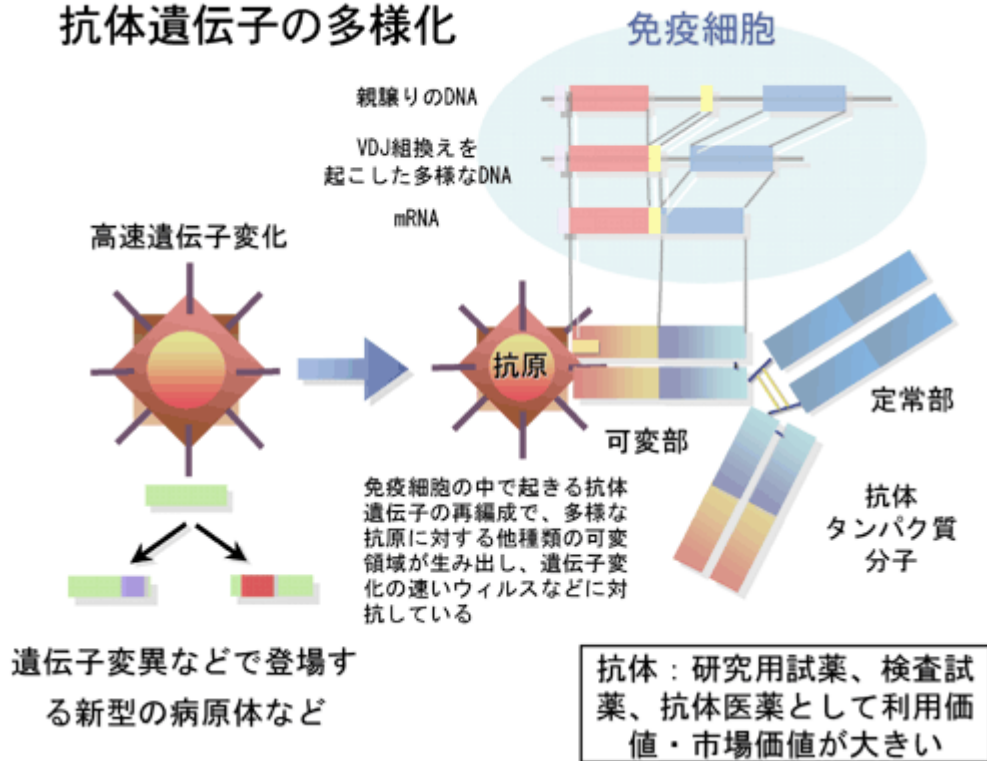 抗体遺伝子の多様化
免疫細胞
親譲りのDNA
VDJ組換えを
起こした多様なDNA
mRNA
高速遺伝子変化
抗原
定常部
可変部
免疫細胞の中で起きる抗体
遺伝子の再編成で、多様な
抗原に対する他種類の可変
領域が生み出し、遺伝子変
化の速いウィルスなどに対
抗している
抗体
タンパク質
分子
遺伝子変異などで登場す
る新型の病原体など
抗体：研究用試薬、検査試
薬、抗体医薬として利用価
値・市場価値が大きい